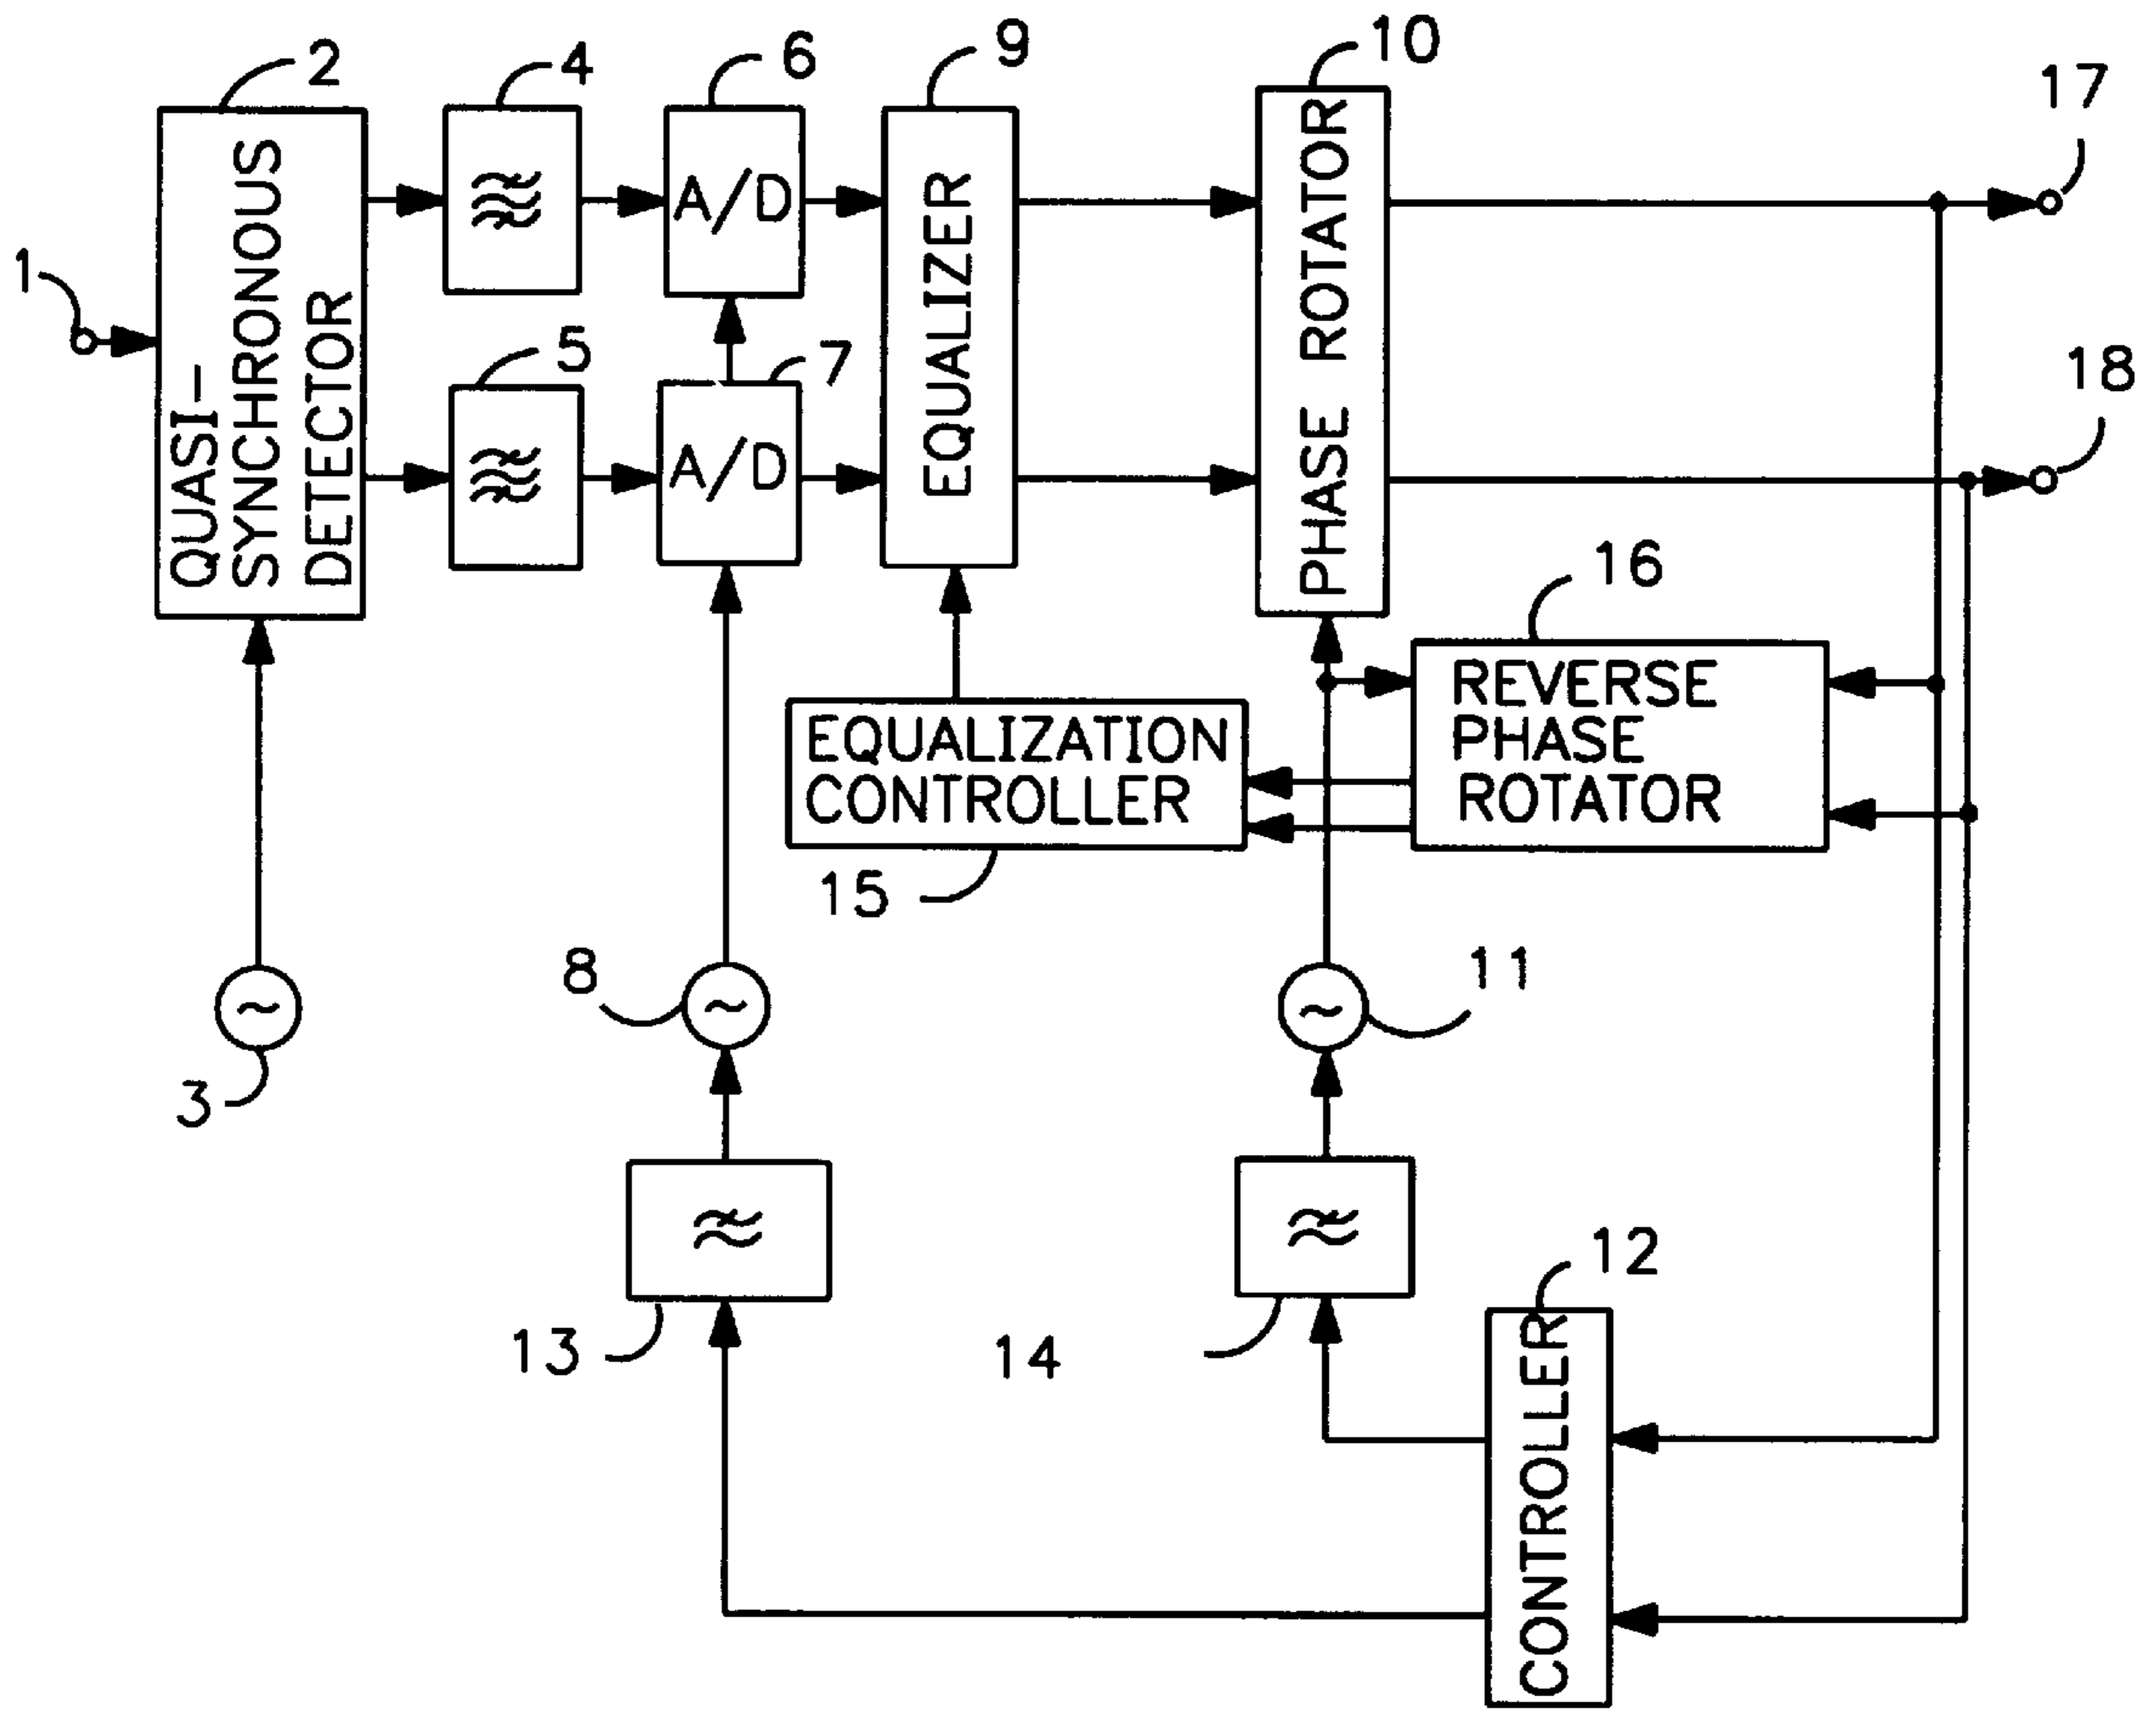 2
4
6
9
10
17
1
QUASI-
SYNCHRONOUS
DETECTOR
A/D
EQUALIZER
PHASE ROTATOR
5
7
A/D
18
16
REVERSE
PHASE
ROTATOR
EQUALIZATION
CONTROLLER
15
8
11
3
13
14
12
CONTROLLER